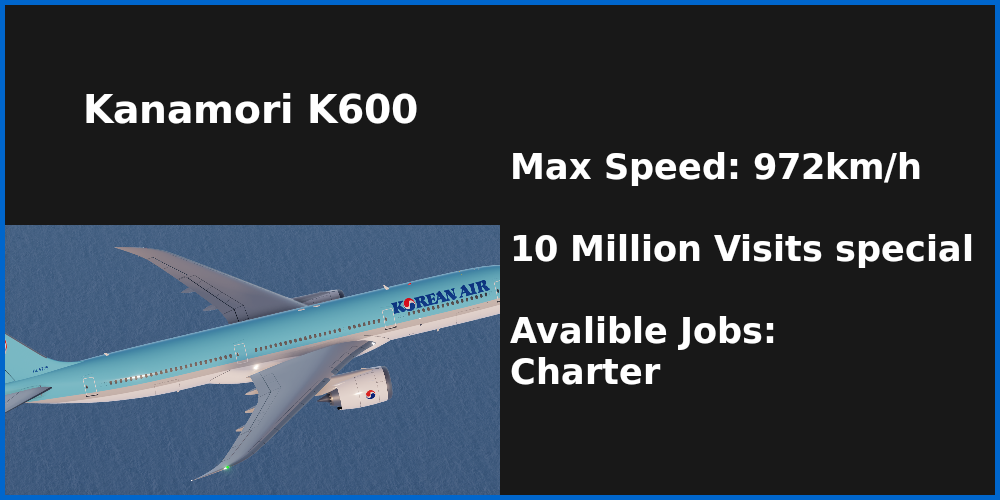 Kanamori K600
Max Speed: 972km/h
10 Million Visits special
Avalible Jobs:
Charter
KOREAN AIR